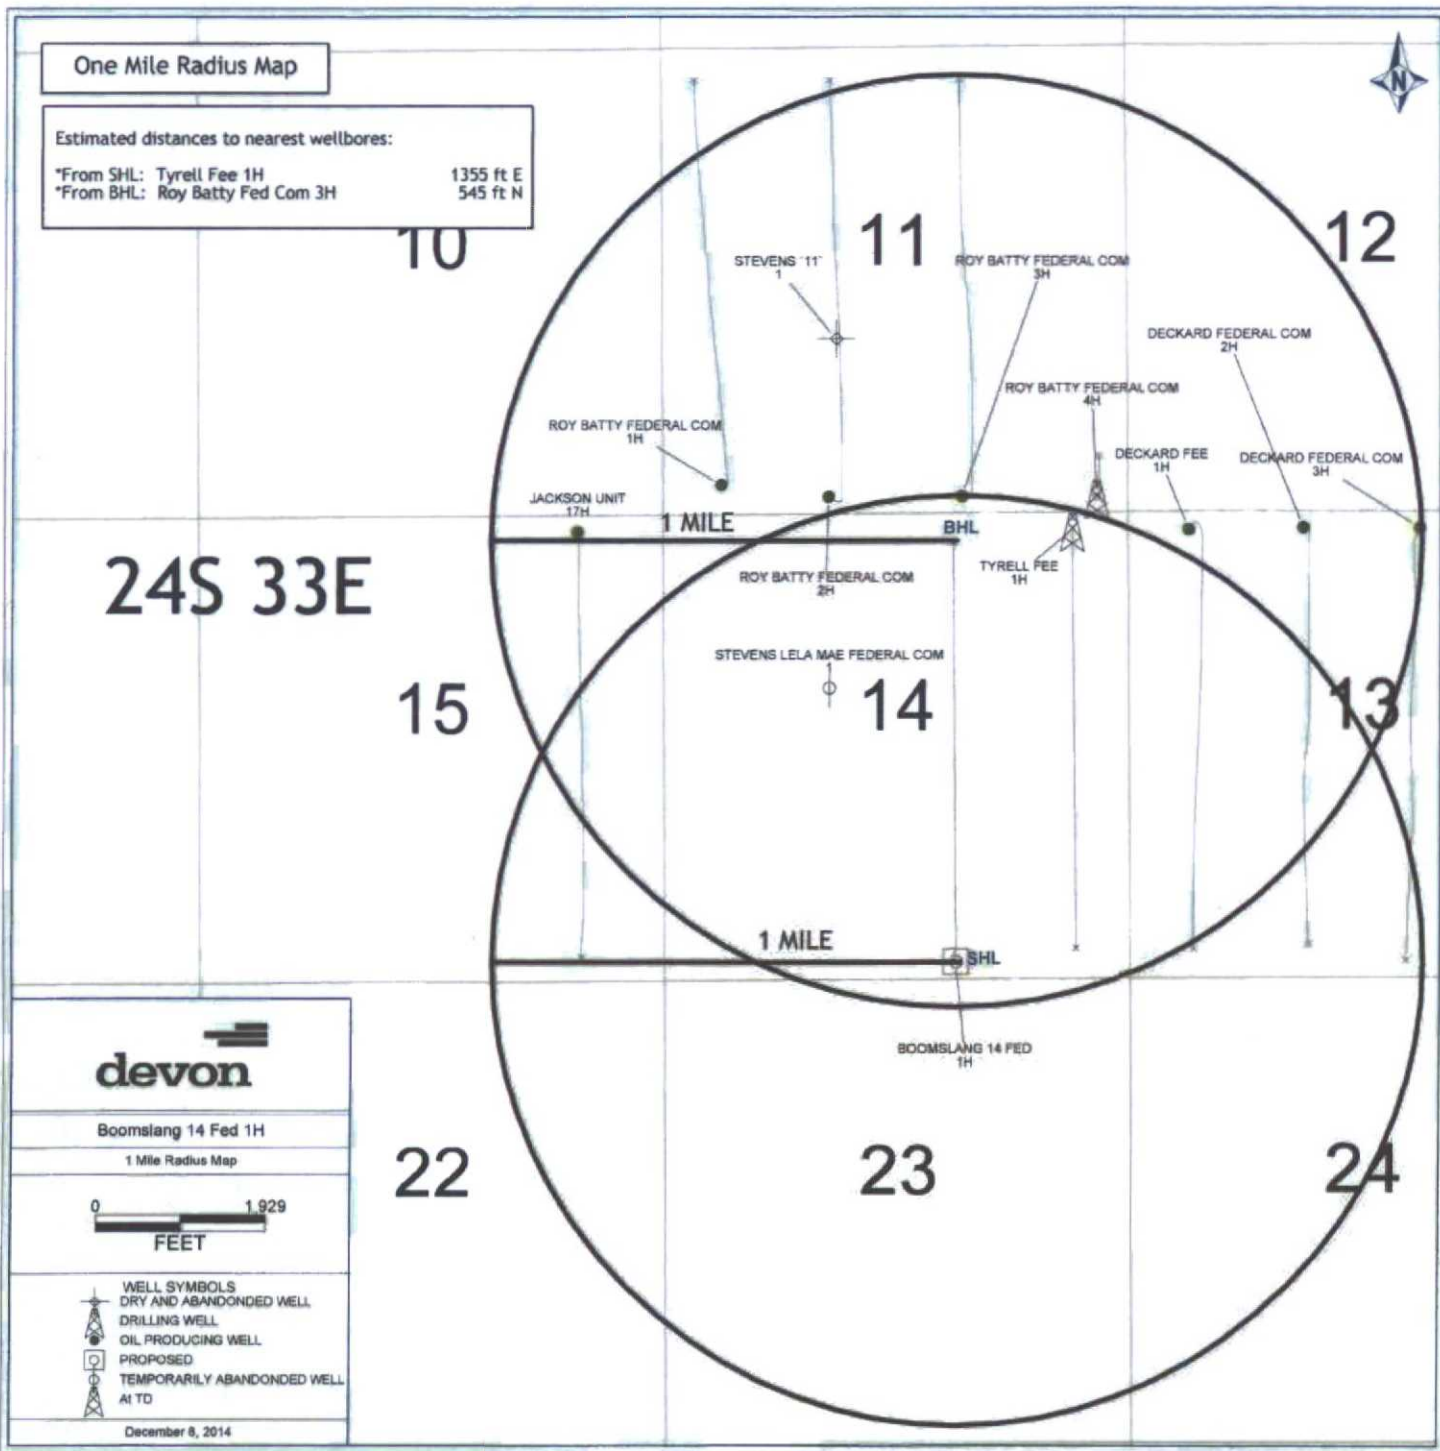 One Mile Radius Map
N
Estimated distances to nearest wellbores:
*From SHL: Tyrell Fee 1H 1355 ft E
*From BHL: Roy Batty Fed Com 3H 545 ft N
10
11
12
STEVENS "11"
1
ROY BATTY FEDERAL COM
3H
DECKARD FEDERAL COM
2H
ROY BATTY FEDERAL COM
4H
ROY BATTY FEDERAL COM
1H
DECKARD FEE
1H
DECKARD FEDERAL COM
3H
JACKSON UNIT
17H
1 MILE
BHL
24S 33E
TYRELL FEE
1H
ROY BATTY FEDERAL COM
2H
STEVENS LELA MAE FEDERAL COM
1
15
14
13
1 MILE
SHL
BOOMSLANG 14 FED
1H
22
23
24
devon
Boomslang 14 Fed 1H
1 Mile Radius Map
0 1,929
FEET
WELL SYMBOLS
DRY AND ABANDONDED WELL
DRILLING WELL
OIL PRODUCING WELL
PROPOSED
TEMPORARILY ABANDONDED WELL
At TD
December 8, 2014